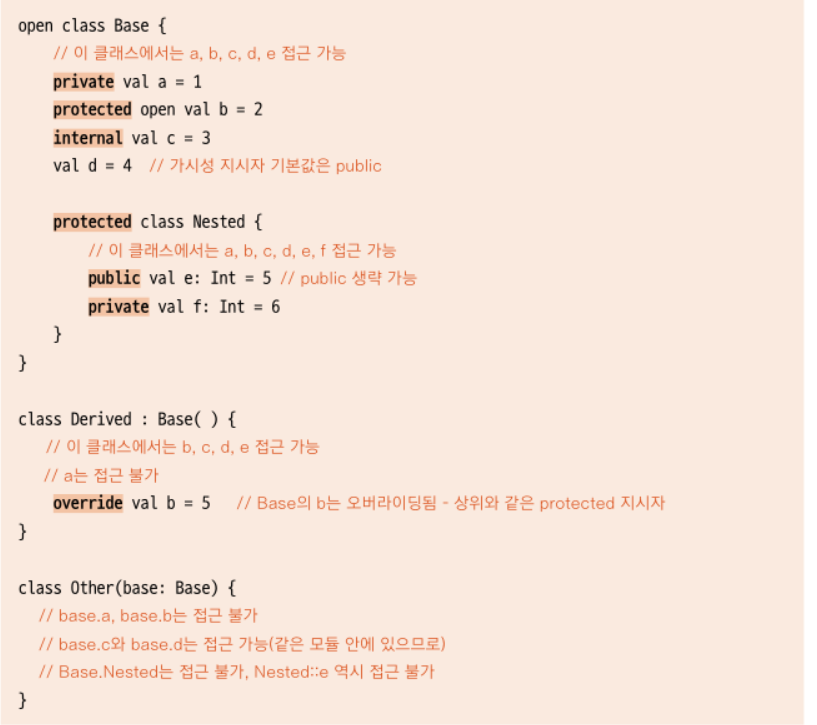 open class Base {
    // 이 클래스에서는 a, b, c, d, e 접근 가능
    private val a = 1
    protected open val b = 2
    internal val c = 3
    val d = 4  // 가시성 지시자 기본값은 public

    protected class Nested {
        // 이 클래스에서는 a, b, c, d, e, f 접근 가능
        public val e: Int = 5 // public 생략 가능
        private val f: Int = 6
    }
}

class Derived : Base( ) {
    // 이 클래스에서는 b, c, d, e 접근 가능
    // a는 접근 불가
    override val b = 5   // Base의 b는 오버라이딩됨 - 상위와 같은 protected 지시자
}

class Other(base: Base) {
    // base.a, base.b는 접근 불가
    // base.c와 base.d는 접근 가능(같은 모듈 안에 있으므로)
    // Base.Nested는 접근 불가, Nested::e 역시 접근 불가
}